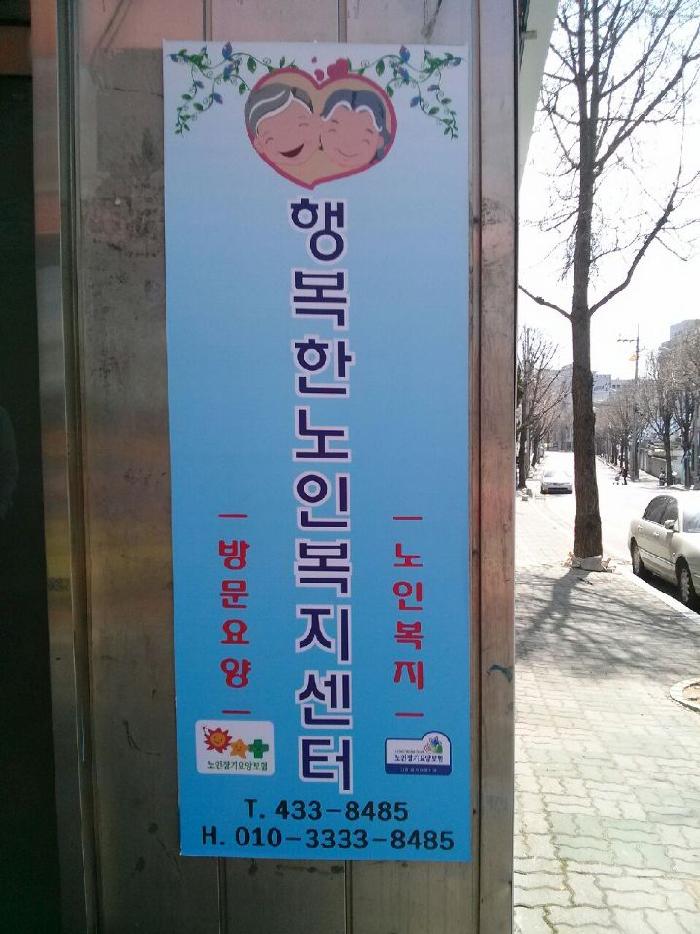 행복한노인복지센터
방문요양
노인복지
노인장기요양보험
노인장기요양보험
T. 433-8485
H. 010-3333-8485